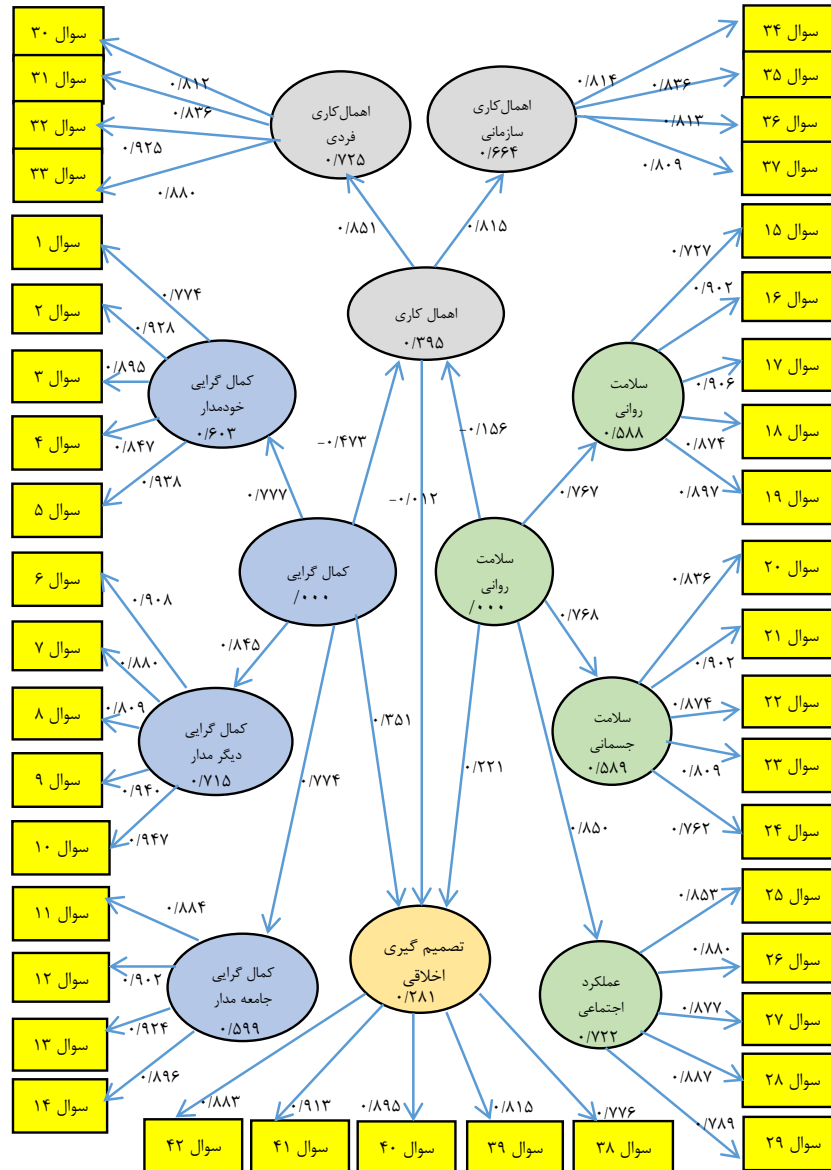 سوال ۳۰
سوال ۳۱
سوال ۳۲
سوال ۳۳
۰/۸۱۲
۰/۸۳۶
۰/۹۲۵
۰/۸۸۰
اهمال‌کاری
فردی
۰/۷۲۵
اهمال‌کاری
سازمانی
۰/۶۶۴
۰/۸۱۴
۰/۸۳۶
۰/۸۱۳
۰/۸۰۹
سوال ۳۴
سوال ۳۵
سوال ۳۶
سوال ۳۷
۰/۸۵۱
۰/۸۱۵
اهمال کاری
۰/۳۹۵
سوال ۱
سوال ۲
سوال ۳
سوال ۴
سوال ۵
۰/۷۷۴
۰/۹۲۸
۰/۸۹۵
۰/۸۴۷
۰/۹۳۸
کمال گرایی
خودمدار
۰/۶۰۳
سوال ۱۵
سوال ۱۶
سوال ۱۷
سوال ۱۸
سوال ۱۹
۰/۷۲۷
۰/۹۰۲
۰/۹۰۶
۰/۸۷۴
۰/۸۹۷
سلامت
روانی
۰/۵۸۸
−۰/۴۷۳
−۰/۱۵۶
−۰/۰۱۲
۰/۷۷۷
۰/۷۶۷
کمال گرایی
/۰۰۰
سلامت
روانی
/۰۰۰
۰/۸۴۵
۰/۷۶۸
سوال ۶
سوال ۷
سوال ۸
سوال ۹
سوال ۱۰
۰/۹۰۸
۰/۸۸۰
۰/۸۰۹
۰/۹۴۰
۰/۹۴۷
کمال گرایی
دیگر مدار
۰/۷۱۵
سوال ۲۰
سوال ۲۱
سوال ۲۲
سوال ۲۳
سوال ۲۴
۰/۸۳۶
۰/۹۰۲
۰/۸۷۴
۰/۸۰۹
۰/۷۶۲
سلامت
جسمانی
۰/۵۸۹
۰/۳۵۱
۰/۷۷۴
۰/۲۲۱
۰/۸۵۰
سوال ۱۱
سوال ۱۲
سوال ۱۳
سوال ۱۴
۰/۸۸۴
۰/۹۰۲
۰/۹۲۴
۰/۸۹۶
کمال گرایی
جامعه مدار
۰/۵۹۹
تصمیم گیری
اخلاقی
۰/۲۸۱
عملکرد
اجتماعی
۰/۷۲۲
۰/۸۵۳
۰/۸۸۰
۰/۸۷۷
۰/۸۸۷
۰/۷۸۹
سوال ۲۵
سوال ۲۶
سوال ۲۷
سوال ۲۸
سوال ۲۹
۰/۸۸۳
۰/۹۱۳
۰/۸۹۵
۰/۸۱۵
۰/۷۷۶
سوال ۴۲
سوال ۴۱
سوال ۴۰
سوال ۳۹
سوال ۳۸